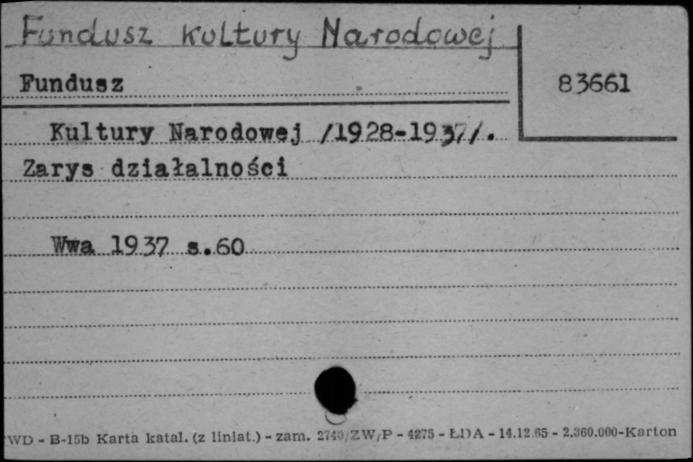 Fundusz kultury Narodowej
Fundusz
83661
Kultury Narodowej /1928-1937/.
Zarys działalności
Wwa 1937 s.60
WD - B-15b Karta katal. (z liniat.) - zam. 2740/ZW/P - 4275 - ŁDA - 14.12.65 - 2.360.000-Karton